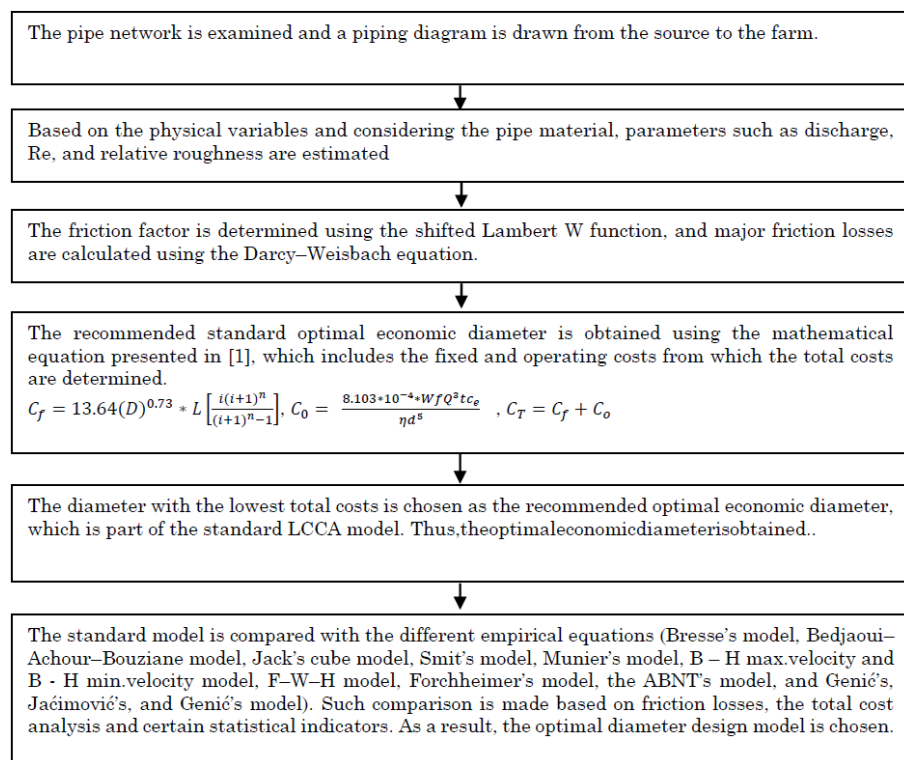 The pipe network is examined and a piping diagram is drawn from the source to the farm.
Based on the physical variables and considering the pipe material, parameters such as discharge,
Re, and relative roughness are estimated
The friction factor is determined using the shifted Lambert W function, and major friction losses
are calculated using the Darcy–Weisbach equation.
The recommended standard optimal economic diameter is obtained using the mathematical
equation presented in [1], which includes the fixed and operating costs from which the total costs
are determined.
C_f = 13.64(D)^0.73 * L[i(i+1)^n/((i+1)^n−1)], C_0 = 8.103*10^−4*WfQ^3tc_e/ηd^5 , C_T = C_f + C_o
The diameter with the lowest total costs is chosen as the recommended optimal economic diameter,
which is part of the standard LCCA model. Thus,theoptimaleconomicdiameterisobtained..
The standard model is compared with the different empirical equations (Bresse's model, Bedjaoui–
Achour–Bouziane model, Jack's cube model, Smit's model, Munier's model, B – H max.velocity and
B - H min.velocity model, F–W–H model, Forchheimer's model, the ABNT's model, and Genić's,
Jaćimović's, and Genić's model). Such comparison is made based on friction losses, the total cost
analysis and certain statistical indicators. As a result, the optimal diameter design model is chosen.